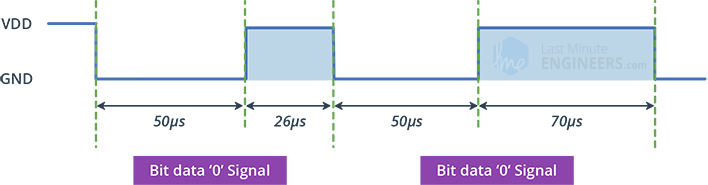 VDD
GND
Last Minute
ENGINEERS.com
50μs
26μs
50μs
70μs
Bit data ‘0’ Signal
Bit data ‘0’ Signal